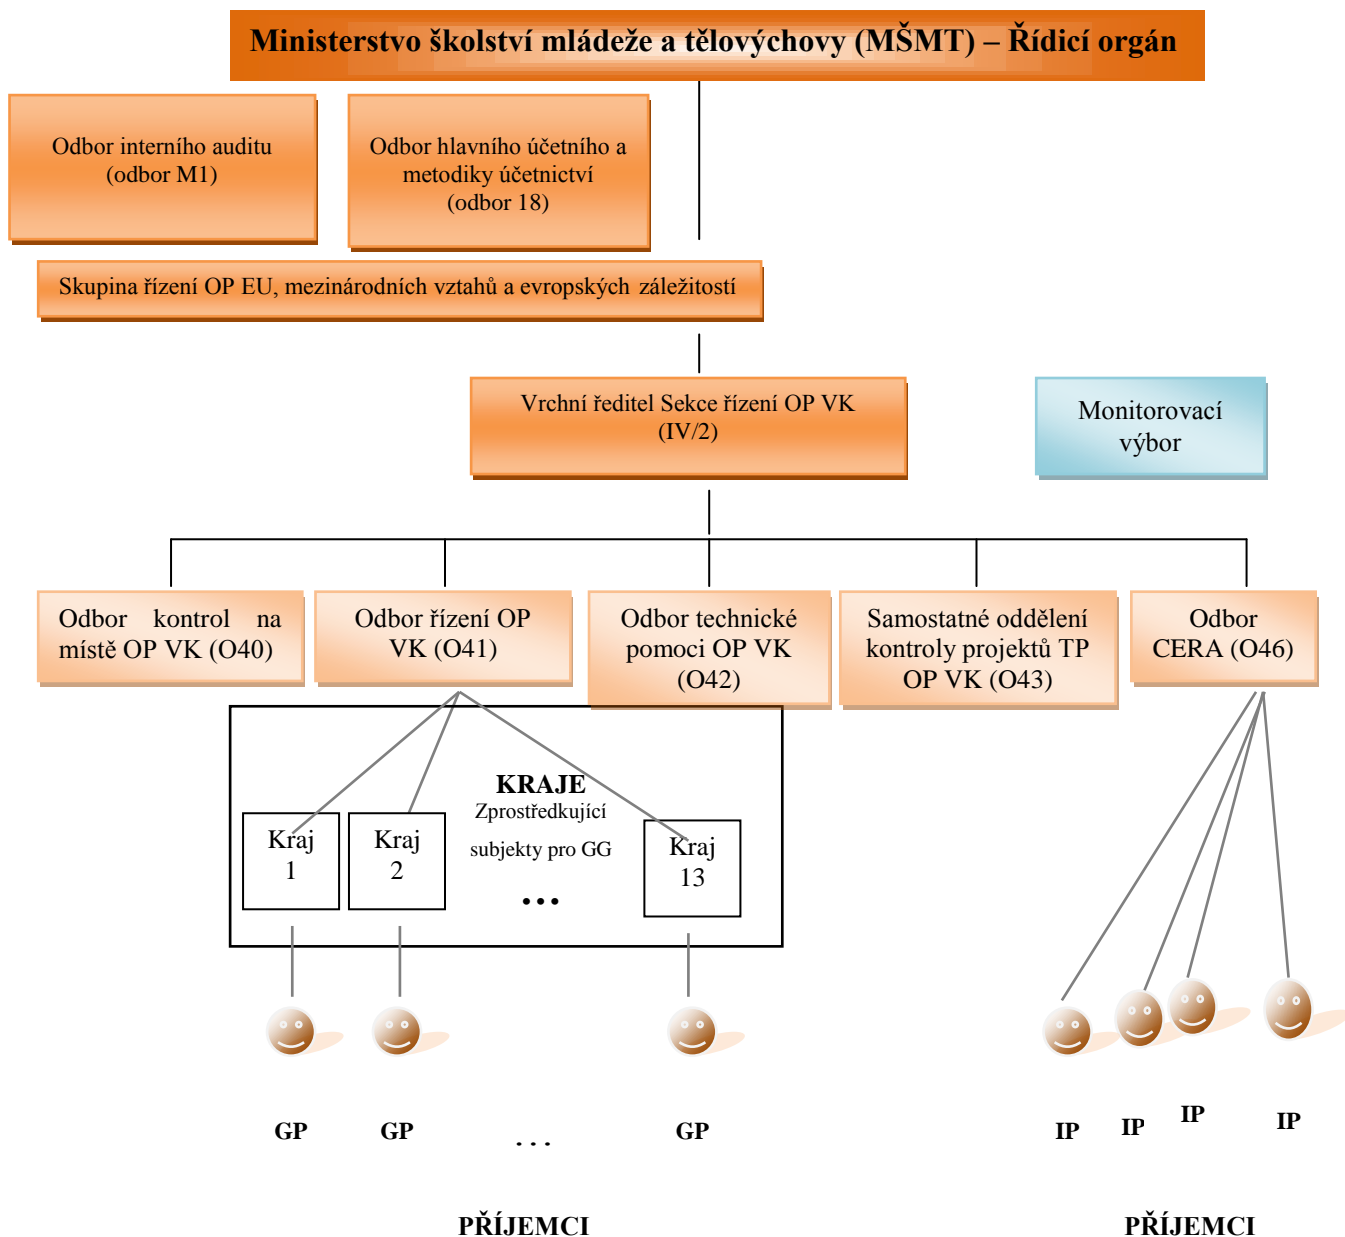 Ministerstvo školství mládeže a tělovýchovy (MŠMT) – Řídicí orgán
Odbor interního auditu
(odbor M1)
Odbor hlavního účetního a
metodiky účetnictví
(odbor 18)
Skupina řízení OP EU, mezinárodních vztahů a evropských záležitostí
Vrchní ředitel Sekce řízení OP VK
(IV/2)
Monitorovací
výbor
Odbor kontrol na
místě OP VK (O40)
Odbor řízení OP
VK (O41)
Odbor technické
pomoci OP VK
(O42)
Samostatné oddělení
kontroly projektů TP
OP VK (O43)
Odbor
CERA (O46)
KRAJE
Zprostředkující
subjekty pro GG
...
Kraj
1
Kraj
2
Kraj
13
GP
GP
. . .
GP
IP
IP
IP
IP
PŘÍJEMCI
PŘÍJEMCI